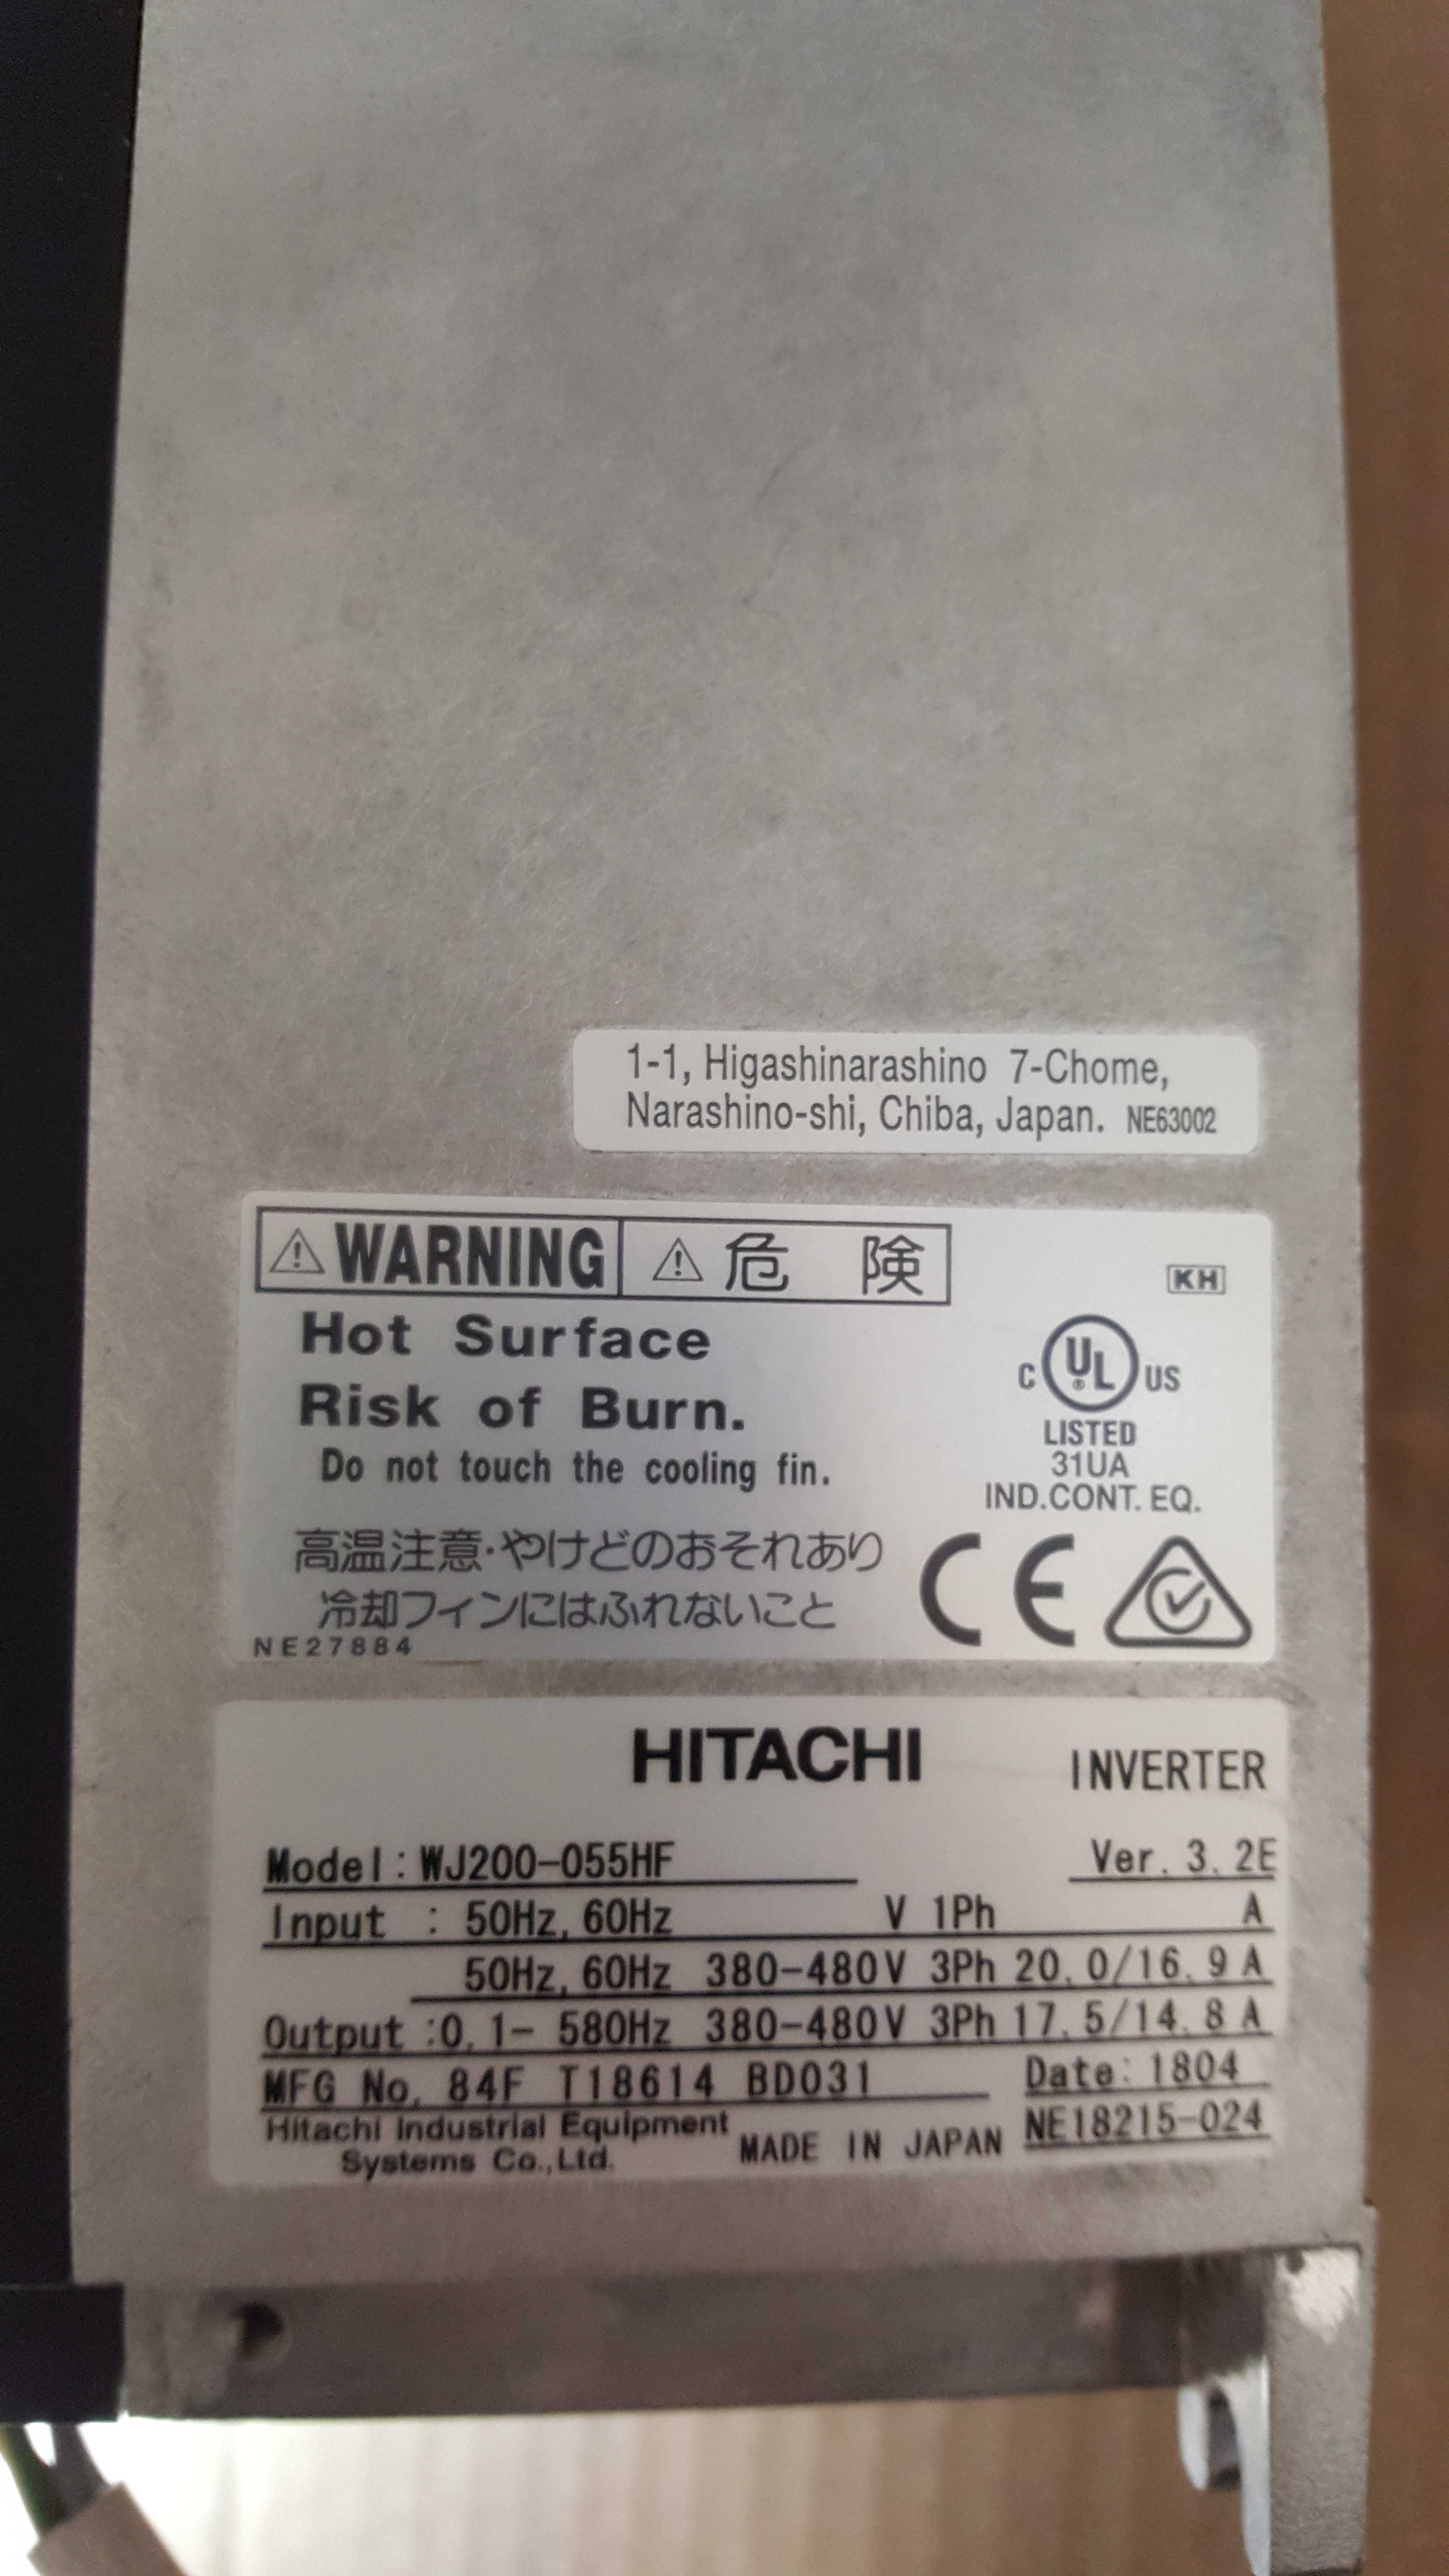 1-1, Higashinarashino 7-Chome,
Narashino-shi, Chiba, Japan. NE63002
WARNING 危 険
KH
Hot Surface
Risk of Burn.
Do not touch the cooling fin.
C UL US
LISTED
31UA
IND.CONT. EQ.
高温注意・やけどのおそれあり
冷却フィンにはふれないこと
NE27884
CE
HITACHI INVERTER
Model: WJ200-055HF Ver. 3. 2E
Input : 50Hz, 60Hz V 1Ph A
50Hz, 60Hz 380-480V 3Ph 20. 0/16. 9 A
Output :0. 1- 580Hz 380-480V 3Ph 17. 5/14. 8 A
MFG No. 84F T18614 BD031 Date: 1804
Hitachi Industrial Equipment
Systems Co.,Ltd. MADE IN JAPAN NE18215-024